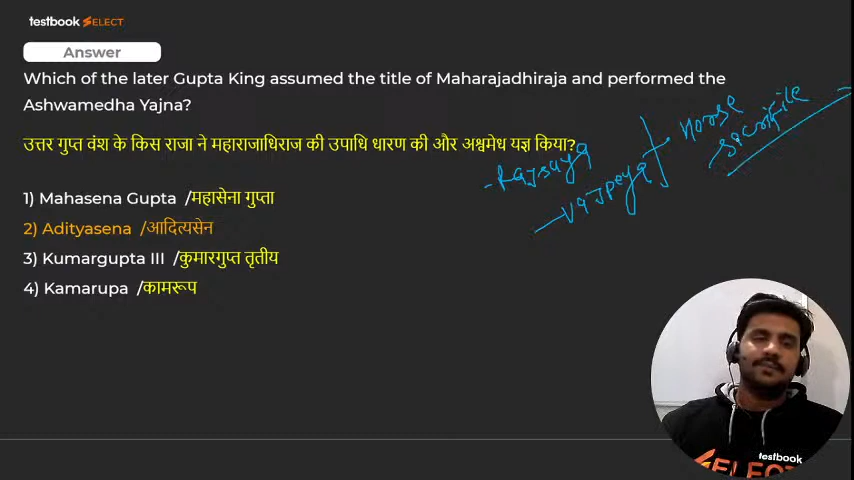 testbook SELECT
Answer
Which of the later Gupta King assumed the title of Maharajadhiraja and performed the
Ashwamedha Yajna?
उत्तर गुप्त वंश के किस राजा ने महाराजाधिराज की उपाधि धारण की और अश्वमेध यज्ञ किया?
1) Mahasena Gupta /महासेना गुप्ता
2) Adityasena /आदित्यसेन
3) Kumargupta III /कुमारगुप्त तृतीय
4) Kamarupa /कामरूप
- Rajsuya
- Vajpeya
Horse
sacrifice
testbook
SELECT